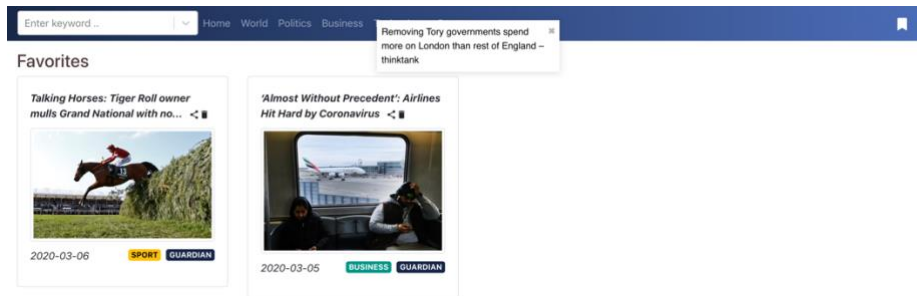 Enter keyword ..
Home World Politics Business
Removing Tory governments spend
more on London than rest of England –
thinktank
Favorites
Talking Horses: Tiger Roll owner
mulls Grand National with no...
2020-03-06 SPORT GUARDIAN
'Almost Without Precedent': Airlines
Hit Hard by Coronavirus
2020-03-05 BUSINESS GUARDIAN